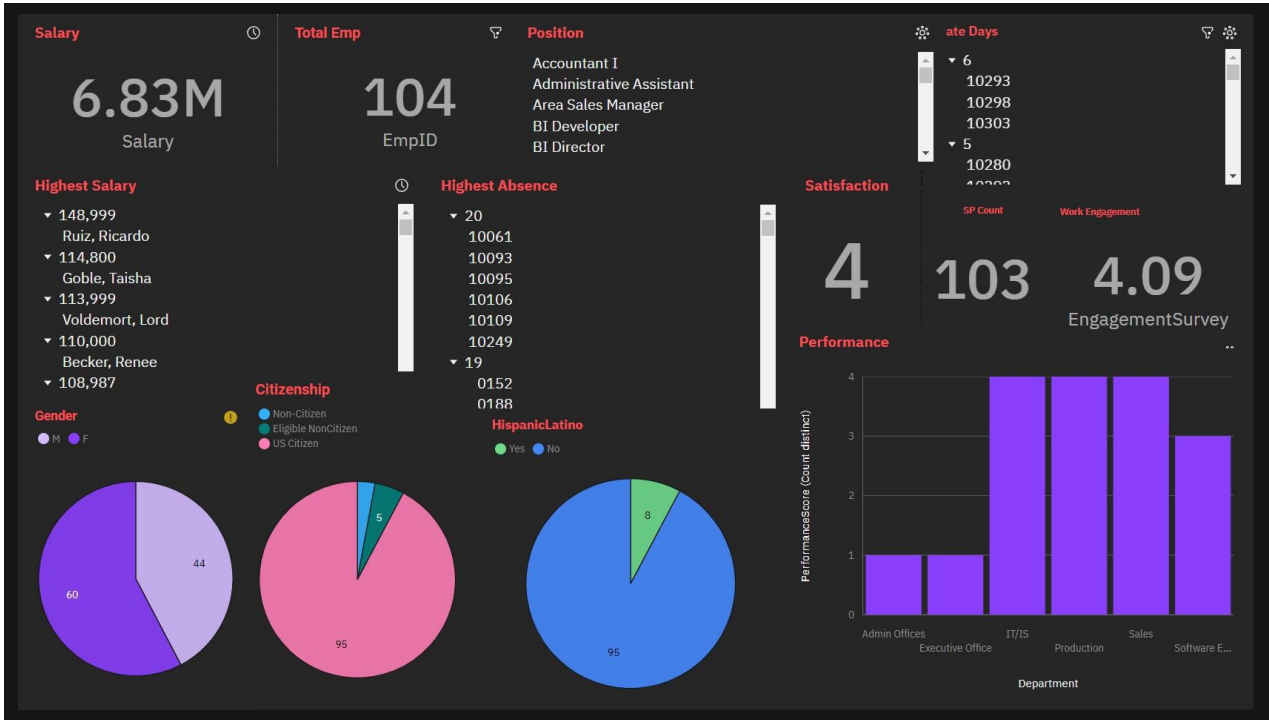 Salary
6.83M
Salary
Total Emp
104
EmpID
Position
Accountant I
Administrative Assistant
Area Sales Manager
BI Developer
BI Director
ate Days
6
10293
10298
10303
5
10280
Highest Salary
148,999
Ruiz, Ricardo
114,800
Goble, Taisha
113,999
Voldemort, Lord
110,000
Becker, Renee
108,987
Highest Absence
20
10061
10093
10095
10106
10109
10249
19
0152
0188
Satisfaction
4
SP Count
103
Work Engagement
4.09
EngagementSurvey
Gender
M F
44
60
Citizenship
Non-Citizen
Eligible NonCitizen
US Citizen
5
95
HispanicLatino
Yes No
8
95
Performance
PerformanceScore (Count distinct)
4
3
2
1
0
Admin Offices
Executive Office
IT/IS
Production
Sales
Software E...
Department